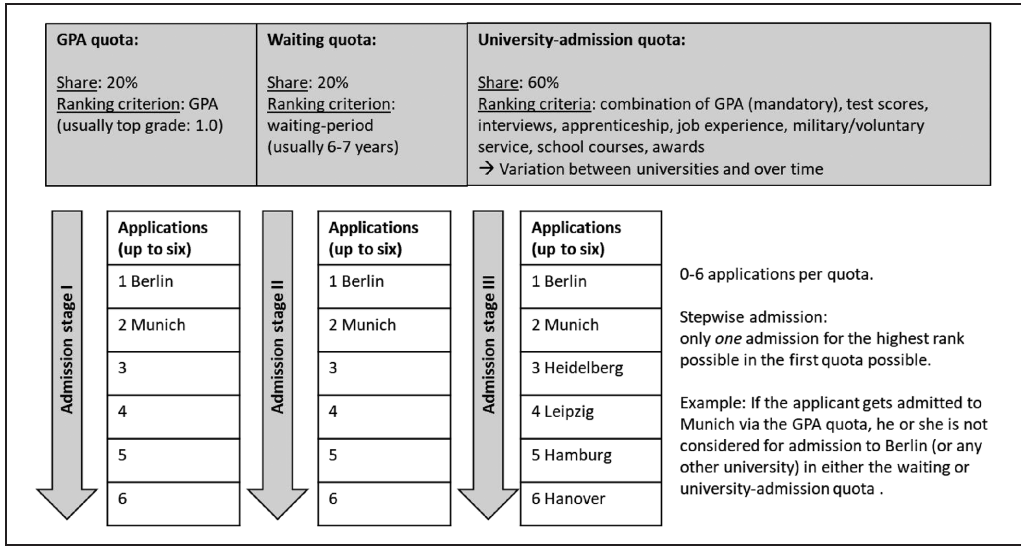 GPA quota:
Share: 20%
Ranking criterion: GPA
(usually top grade: 1.0)
Waiting quota:
Share: 20%
Ranking criterion:
waiting-period
(usually 6-7 years)
University-admission quota:
Share: 60%
Ranking criteria: combination of GPA (mandatory), test scores,
interviews, apprenticeship, job experience, military/voluntary
service, school courses, awards
→ Variation between universities and over time
Admission stage I
Applications
(up to six)
1 Berlin
2 Munich
3
4
5
6
Admission stage II
Applications
(up to six)
1 Berlin
2 Munich
3
4
5
6
Admission stage III
Applications
(up to six)
1 Berlin
2 Munich
3 Heidelberg
4 Leipzig
5 Hamburg
6 Hanover
0-6 applications per quota.
Stepwise admission:
only one admission for the highest rank
possible in the first quota possible.
Example: If the applicant gets admitted to
Munich via the GPA quota, he or she is not
considered for admission to Berlin (or any
other university) in either the waiting or
university-admission quota .